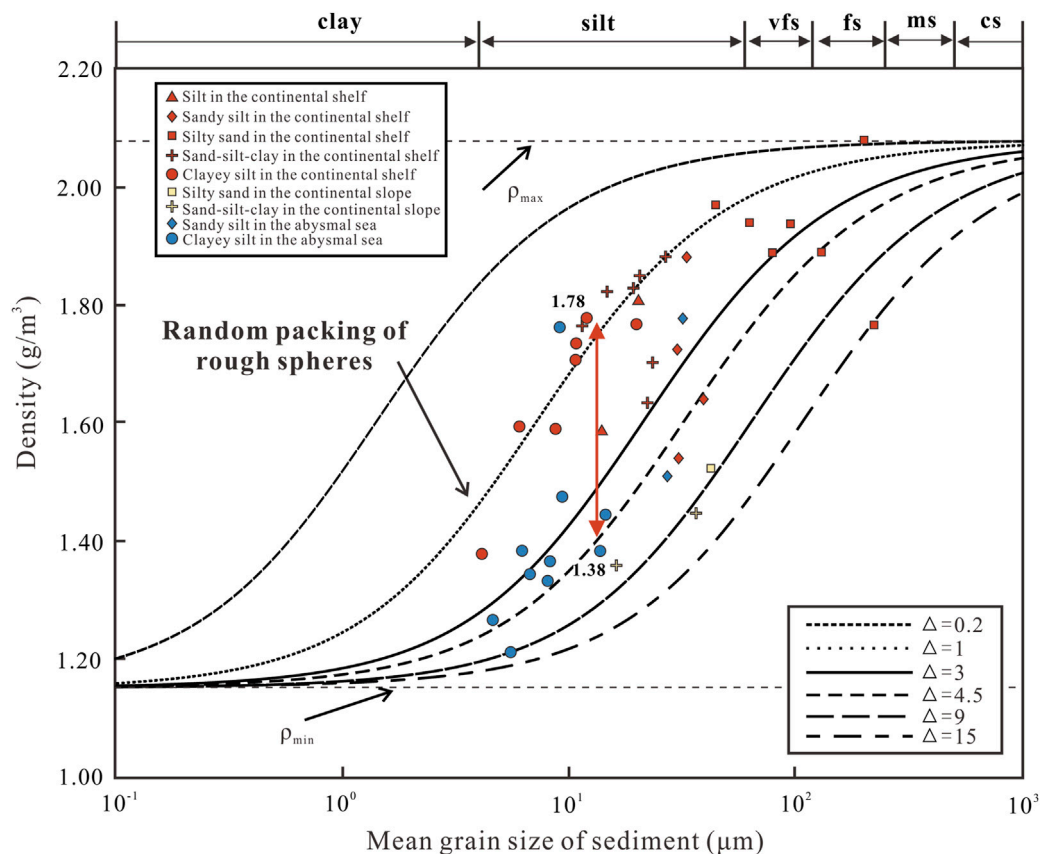 clay silt vfs fs ms cs
2.20
Silt in the continental shelf
Sandy silt in the continental shelf
Silty sand in the continental shelf
Sand-silt-clay in the continental shelf
Clayey silt in the continental shelf
Silty sand in the continental slope
Sand-silt-clay in the continental slope
Sandy silt in the abysmal sea
Clayey silt in the abysmal sea
ρmax
2.00
1.80
1.78
Random packing of
rough spheres
Density (g/m³)
1.60
1.40
1.38
1.20
ρmin
△=0.2
△=1
△=3
△=4.5
△=9
△=15
1.00
10⁻¹ 10⁰ 10¹ 10² 10³
Mean grain size of sediment (μm)